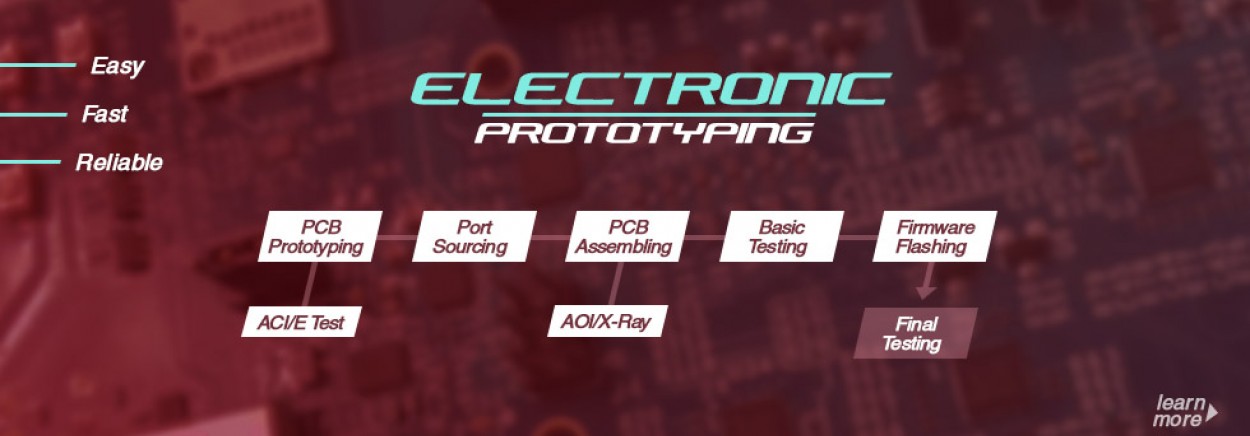 Easy
Fast
Reliable
ELECTRONIC
PROTOTYPING
PCB
Prototyping
Port
Sourcing
PCB
Assembling
Basic
Testing
Firmware
Flashing
ACI/E Test
AOI/X-Ray
Final
Testing
learn
more